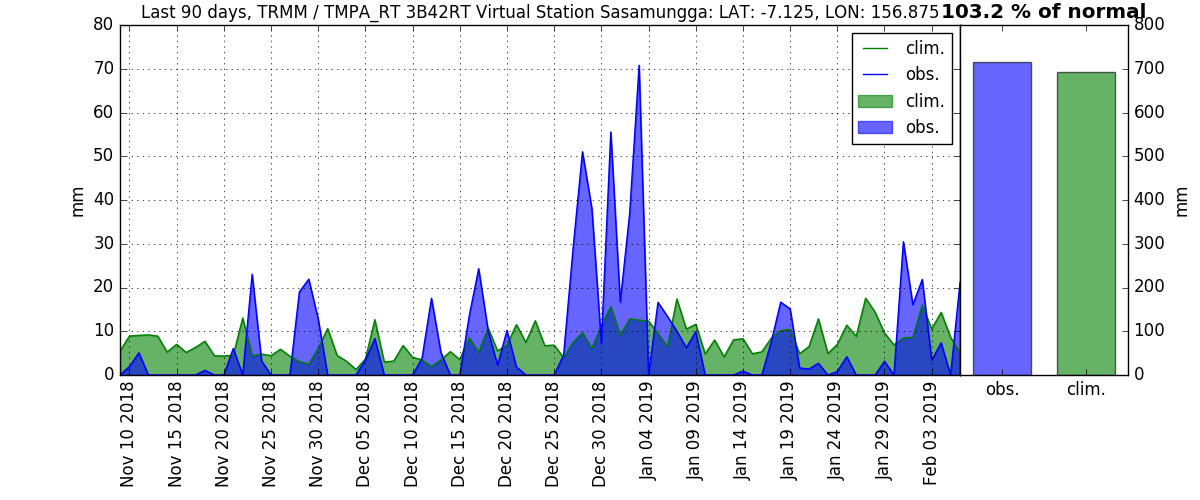 Last 90 days, TRMM / TMPA_RT 3B42RT Virtual Station Sasamungga: LAT: -7.125, LON: 156.875
103.2 % of normal
80
70
60
50
40
30
20
10
0
mm
clim.
obs.
clim.
obs.
800
700
600
500
400
300
200
100
0
mm
Nov 10 2018
Nov 15 2018
Nov 20 2018
Nov 25 2018
Nov 30 2018
Dec 05 2018
Dec 10 2018
Dec 15 2018
Dec 20 2018
Dec 25 2018
Dec 30 2018
Jan 04 2019
Jan 09 2019
Jan 14 2019
Jan 19 2019
Jan 24 2019
Jan 29 2019
Feb 03 2019
obs.
clim.